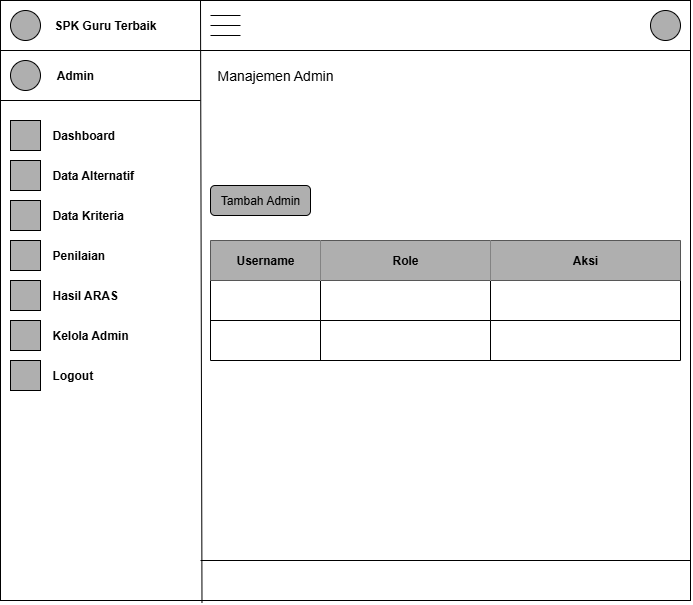 SPK Guru Terbaik
Admin
Dashboard
Data Alternatif
Data Kriteria
Penilaian
Hasil ARAS
Kelola Admin
Logout
Manajemen Admin
Tambah Admin
Username Role Aksi